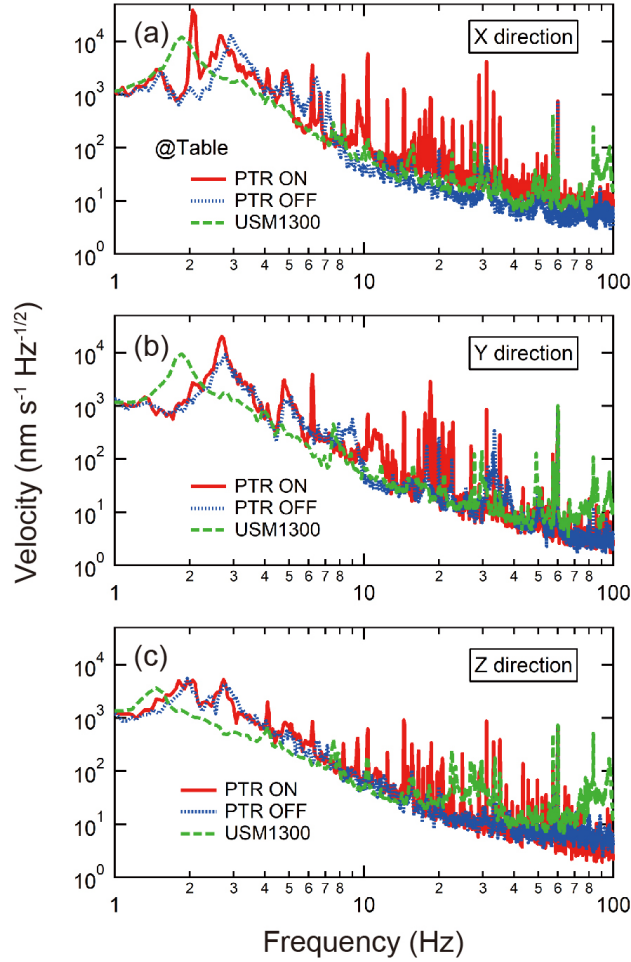 Velocity (nm s-1 Hz-1/2)
(a)
X direction
10^4
10^3
10^2
10^1
10^0
@Table
PTR ON
PTR OFF
USM1300
1 2 3 4 5 6 7 8 10 2 3 4 5 6 7 8 100
(b)
Y direction
10^4
10^3
10^2
10^1
10^0
PTR ON
PTR OFF
USM1300
1 2 3 4 5 6 7 8 10 2 3 4 5 6 7 8 100
(c)
Z direction
10^4
10^3
10^2
10^1
10^0
PTR ON
PTR OFF
USM1300
1 2 3 4 5 6 7 8 10 2 3 4 5 6 7 8 100
Frequency (Hz)